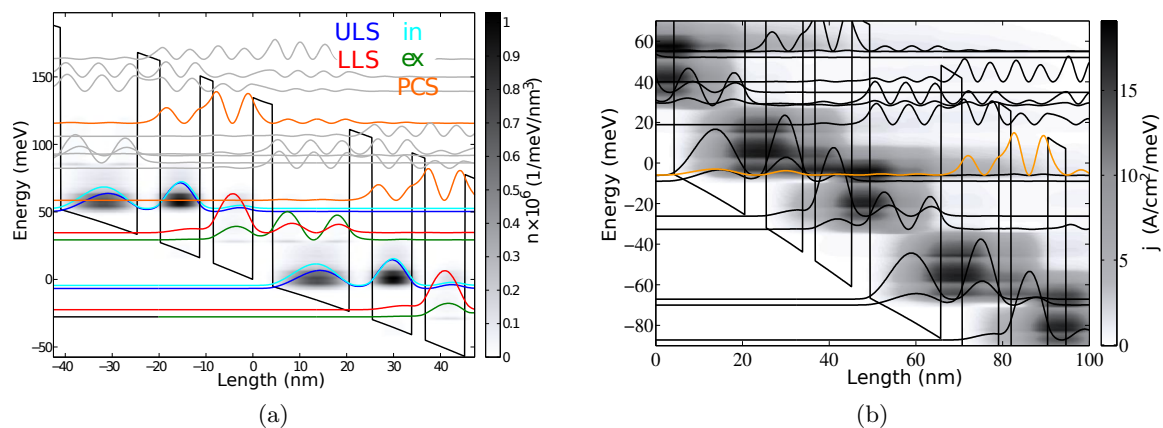 ULS in
LLS ex
PCS
150
100
50
0
−50
Energy (meV)
−40 −30 −20 −10 0 10 20 30 40
Length (nm)
1
0.9
0.8
0.7
0.6
0.5
0.4
0.3
0.2
0.1
0
n×10⁶ (1/meV/nm³)
(a)
60
40
20
0
−20
−40
−60
−80
Energy (meV)
0 20 40 60 80 100
Length (nm)
15
10
5
0
j (A/cm²/meV)
(b)